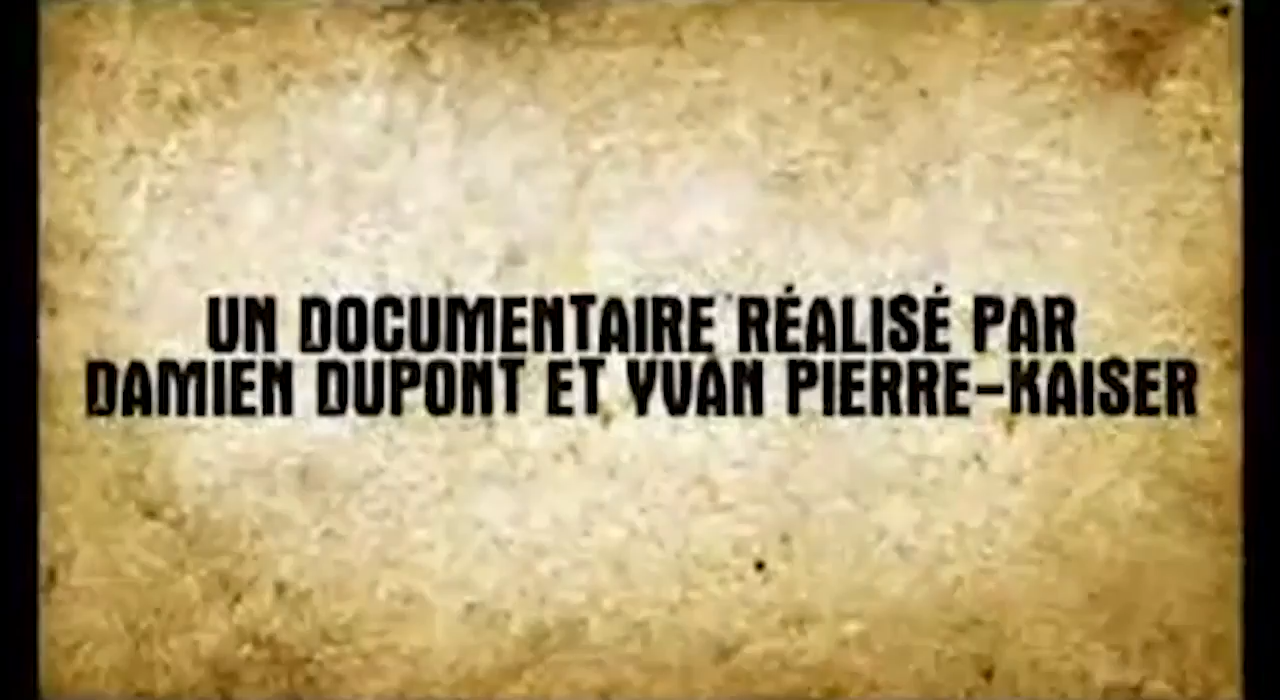 UN DOCUMENTAIRE RÉALISÉ PAR
DAMIEN DUPONT ET YVAN PIERRE-KAISER